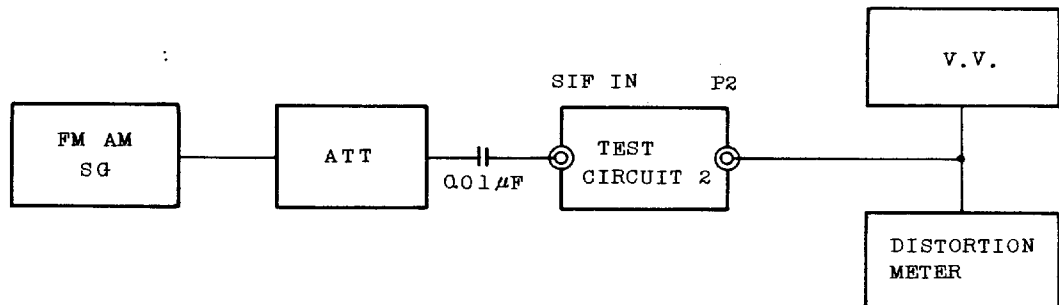 FM AM
SG
ATT
0.01μF
SIF IN
P2
TEST
CIRCUIT 2
V.V.
DISTORTION
METER